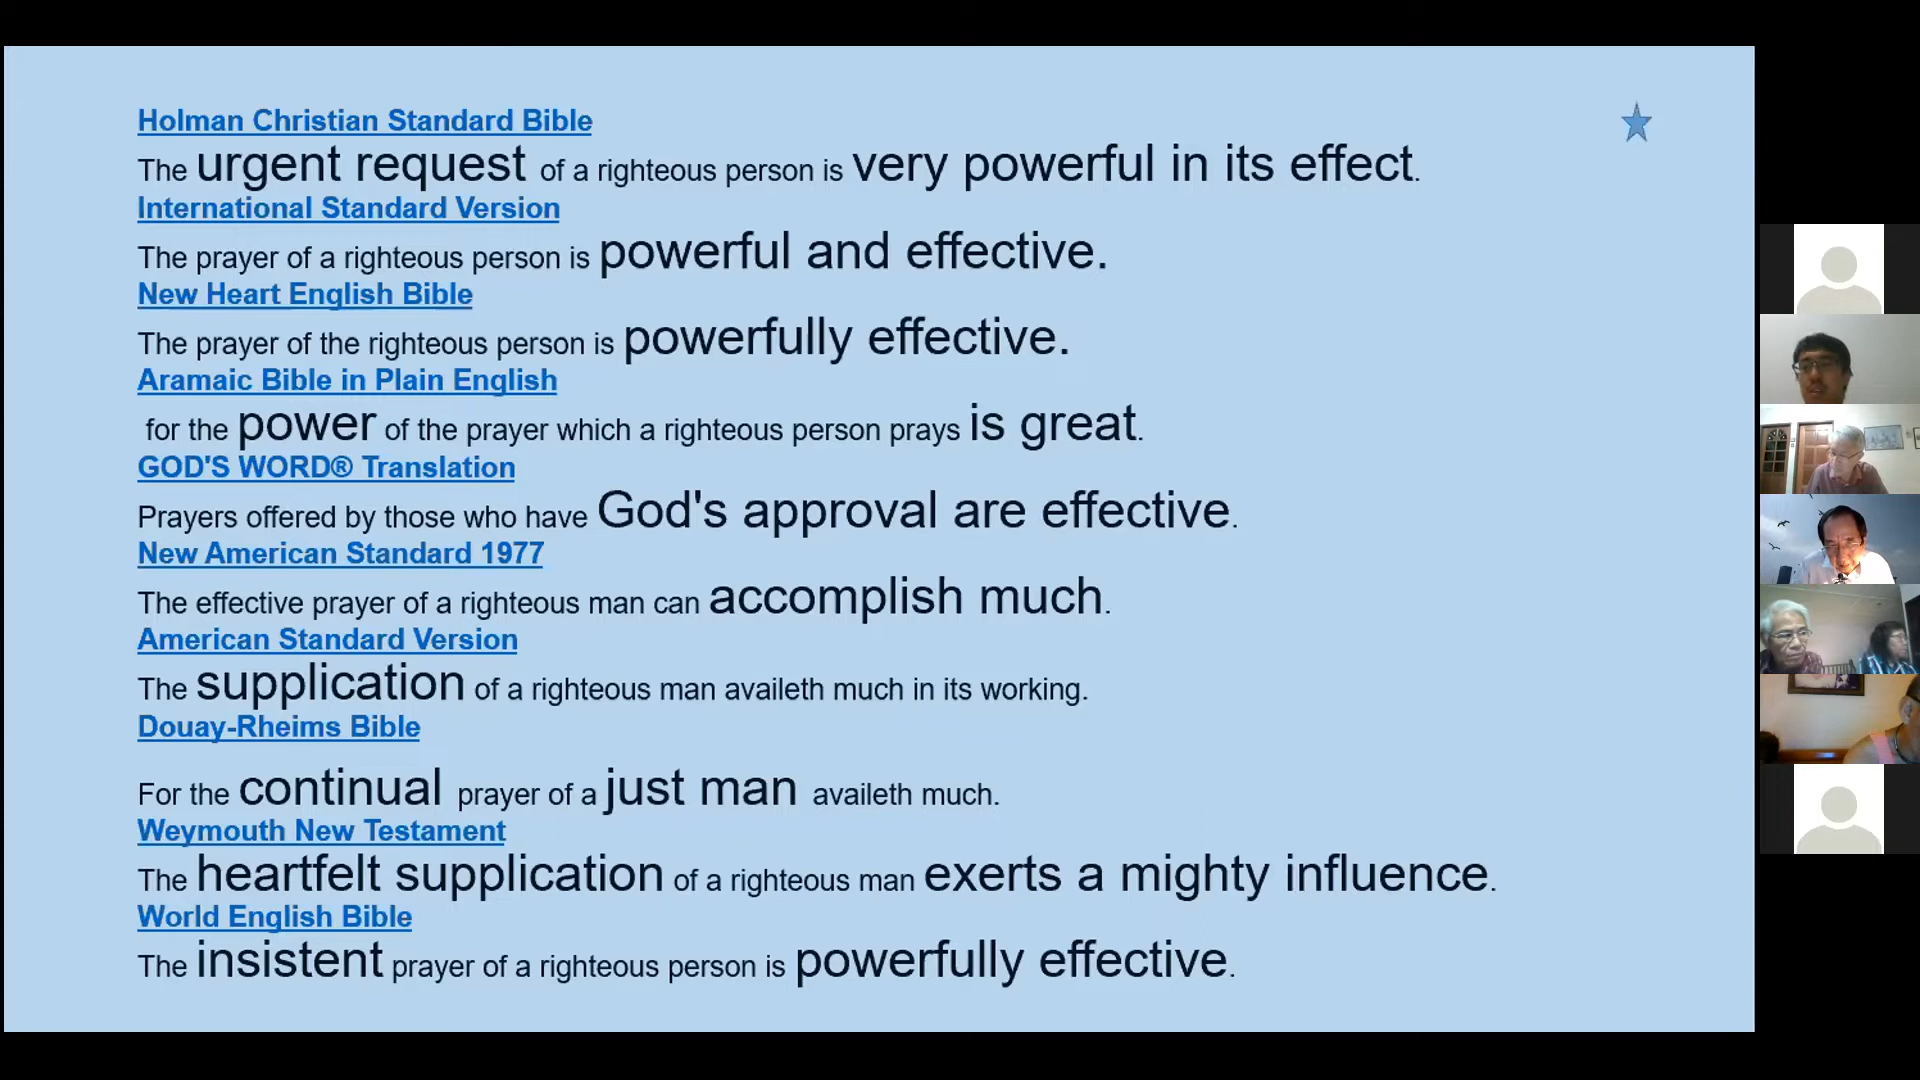 Holman Christian Standard Bible
The urgent request of a righteous person is very powerful in its effect.
International Standard Version
The prayer of a righteous person is powerful and effective.
New Heart English Bible
The prayer of the righteous person is powerfully effective.
Aramaic Bible in Plain English
for the power of the prayer which a righteous person prays is great.
GOD'S WORD® Translation
Prayers offered by those who have God's approval are effective.
New American Standard 1977
The effective prayer of a righteous man can accomplish much.
American Standard Version
The supplication of a righteous man availeth much in its working.
Douay-Rheims Bible
For the continual prayer of a just man availeth much.
Weymouth New Testament
The heartfelt supplication of a righteous man exerts a mighty influence.
World English Bible
The insistent prayer of a righteous person is powerfully effective.